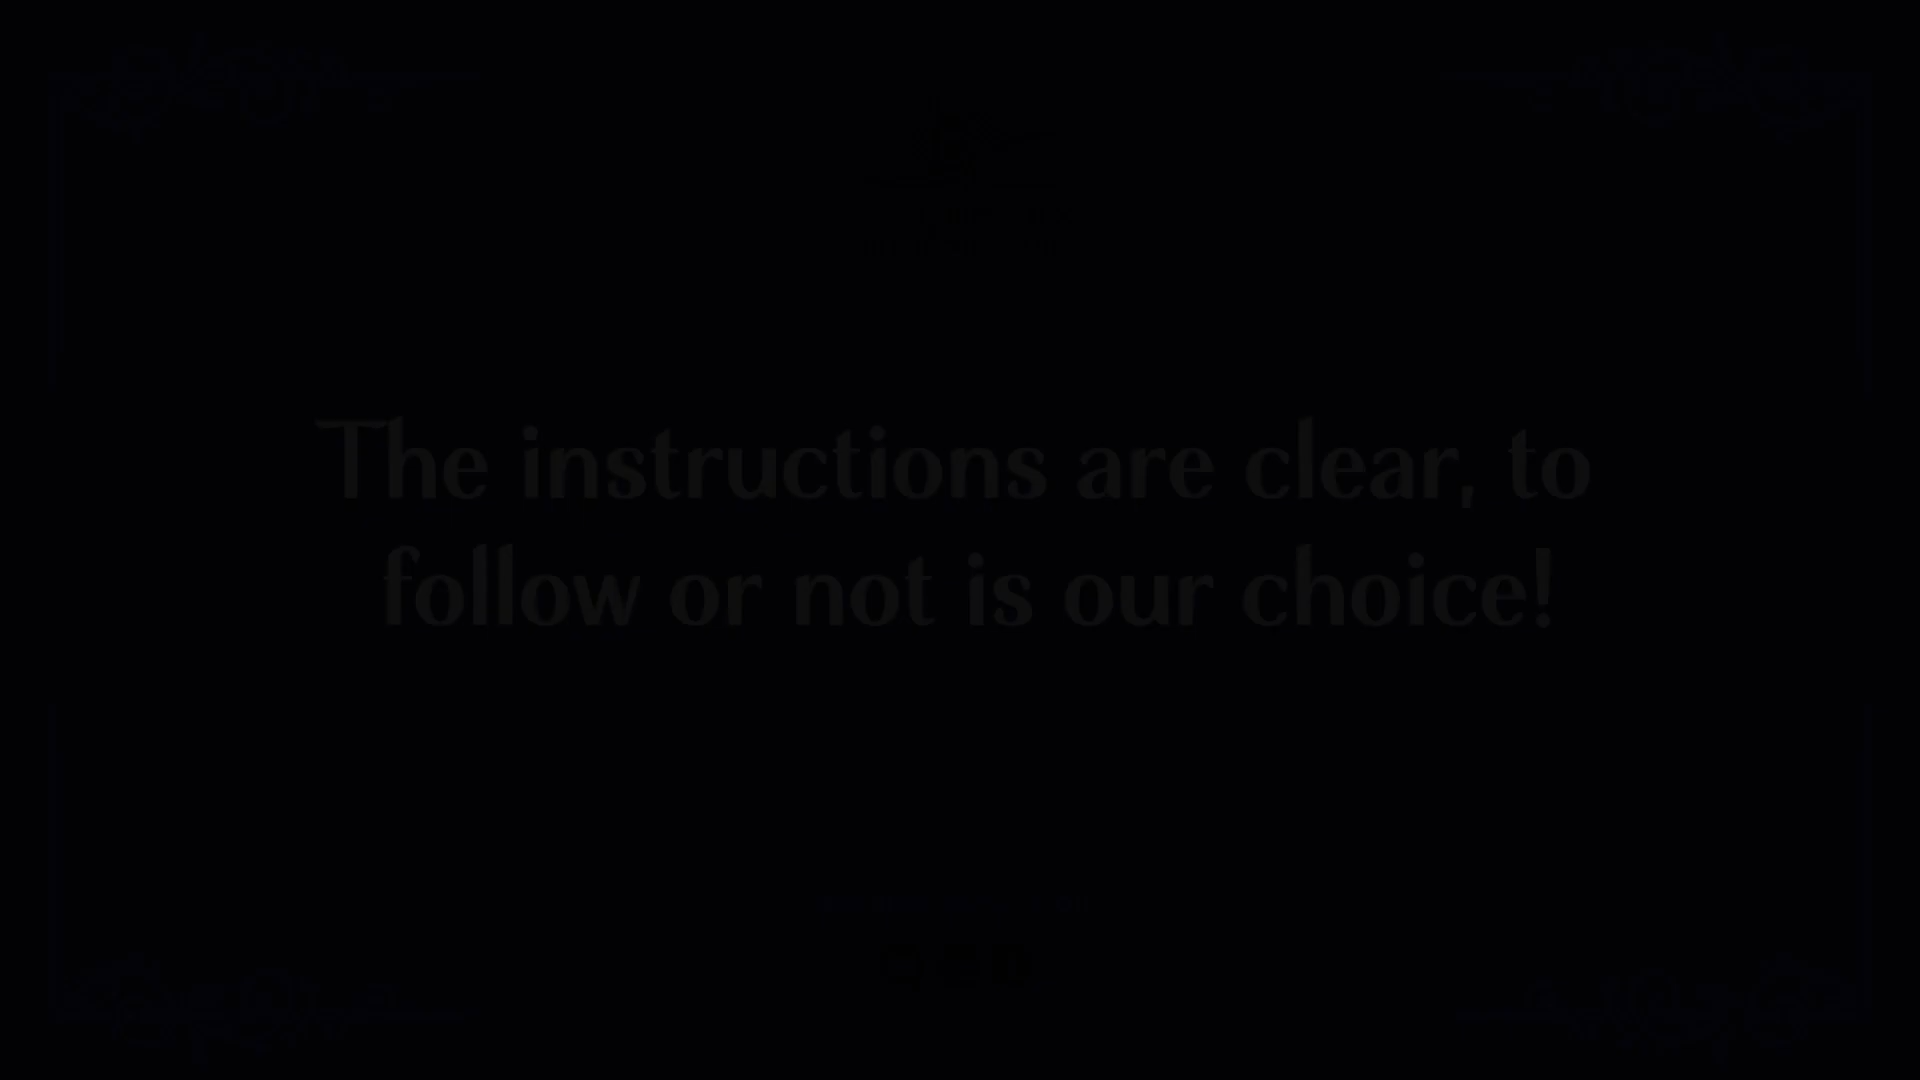 The instructions are clear, to
follow or not is our choice!